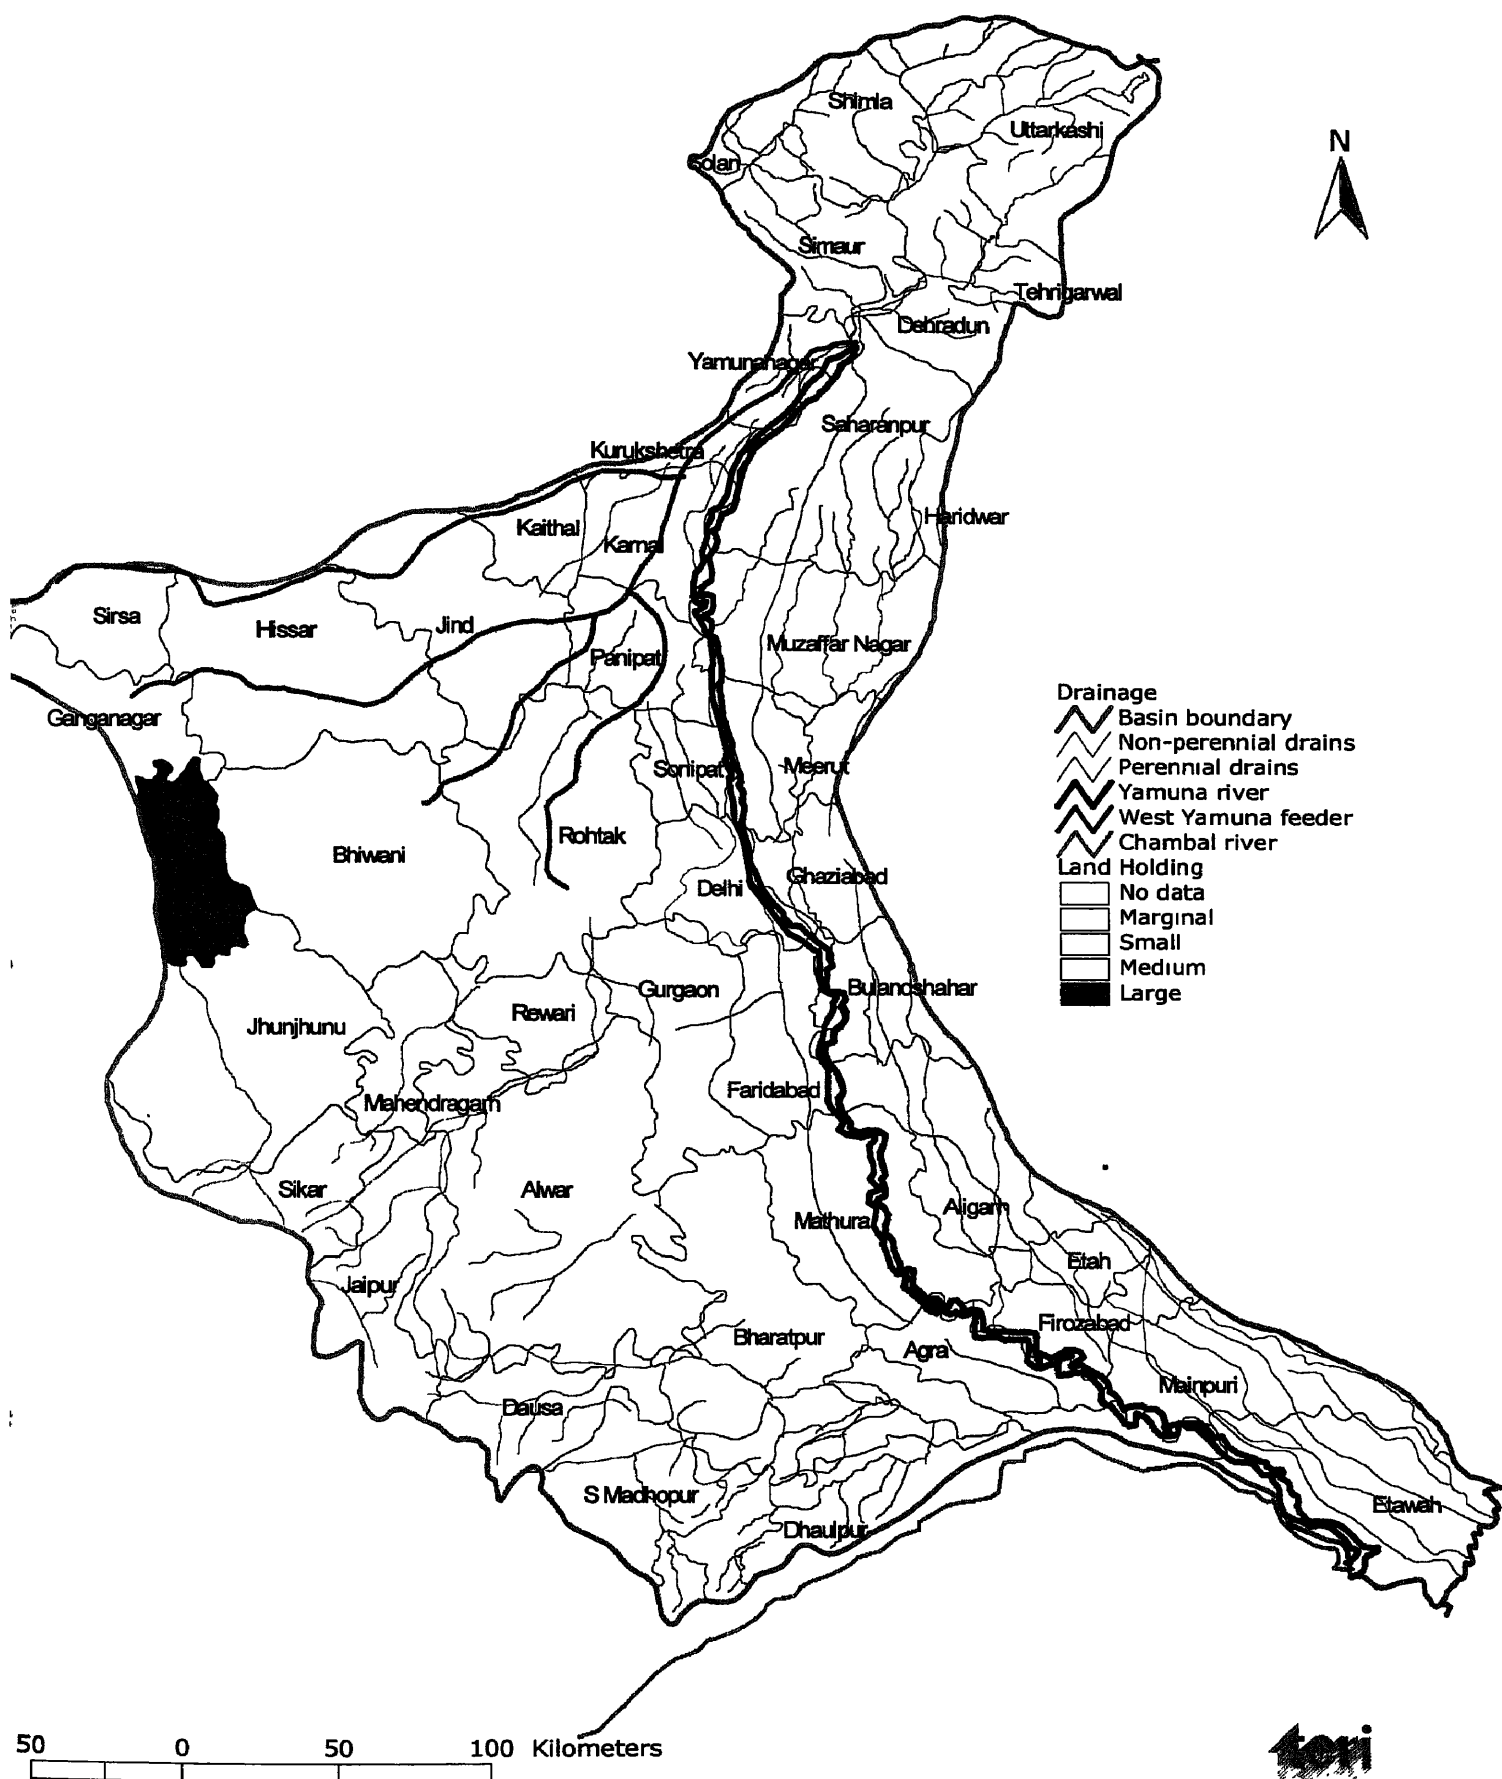 Shimla
Uttarkashi
N
Solan
Sirmaur
Tehrigarwal
Dehradun
Yamunanagar
Saharanpur
Kurukshetra
Haridwar
Kaithal
Karnal
Sirsa
Hissar
Jind
Muzaffar Nagar
Panipat
Drainage
Ganganagar
Basin boundary
Non-perennial drains
Sonipat
Meerut
Perennial drains
Yamuna river
West Yamuna feeder
Rohtak
Chambal river
Bhiwani
Land Holding
Ghaziabad
Delhi
No data
Marginal
Small
Medium
Gurgaon
Bulandshahar
Large
Rewari
Jhunjhunu
Faridabad
Mahendragarh
Sikar
Alwar
Aligarh
Mathura
Etah
Jaipur
Firozabad
Bharatpur
Agra
Mainpuri
Dausa
S Madhopur
Etawah
Dhaulpur
50 0 50 100 Kilometers
teri